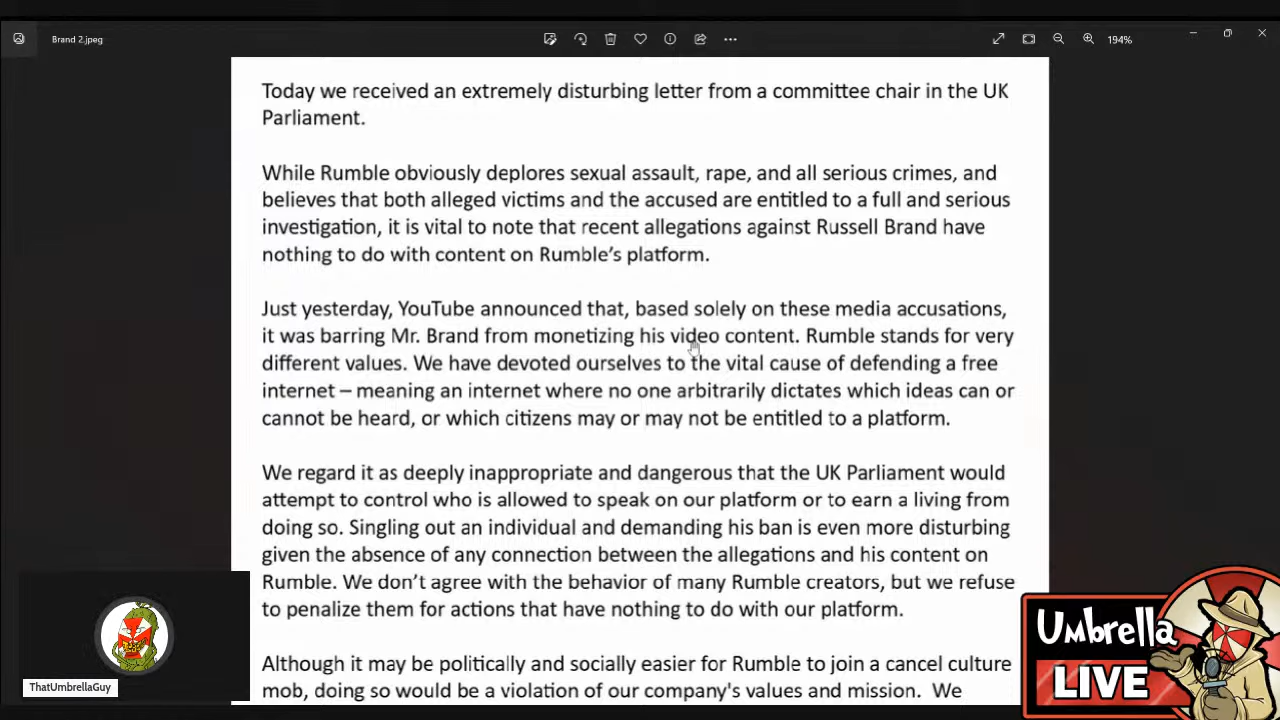 Brand 2.jpeg
194%
Today we received an extremely disturbing letter from a committee chair in the UK
Parliament.
While Rumble obviously deplores sexual assault, rape, and all serious crimes, and
believes that both alleged victims and the accused are entitled to a full and serious
investigation, it is vital to note that recent allegations against Russell Brand have
nothing to do with content on Rumble's platform.
Just yesterday, YouTube announced that, based solely on these media accusations,
it was barring Mr. Brand from monetizing his video content. Rumble stands for very
different values. We have devoted ourselves to the vital cause of defending a free
internet – meaning an internet where no one arbitrarily dictates which ideas can or
cannot be heard, or which citizens may or may not be entitled to a platform.
We regard it as deeply inappropriate and dangerous that the UK Parliament would
attempt to control who is allowed to speak on our platform or to earn a living from
doing so. Singling out an individual and demanding his ban is even more disturbing
given the absence of any connection between the allegations and his content on
Rumble. We don't agree with the behavior of many Rumble creators, but we refuse
to penalize them for actions that have nothing to do with our platform.
Although it may be politically and socially easier for Rumble to join a cancel culture
mob, doing so would be a violation of our company's values and mission. We
ThatUmbrellaGuy
Umbrella
LIVE